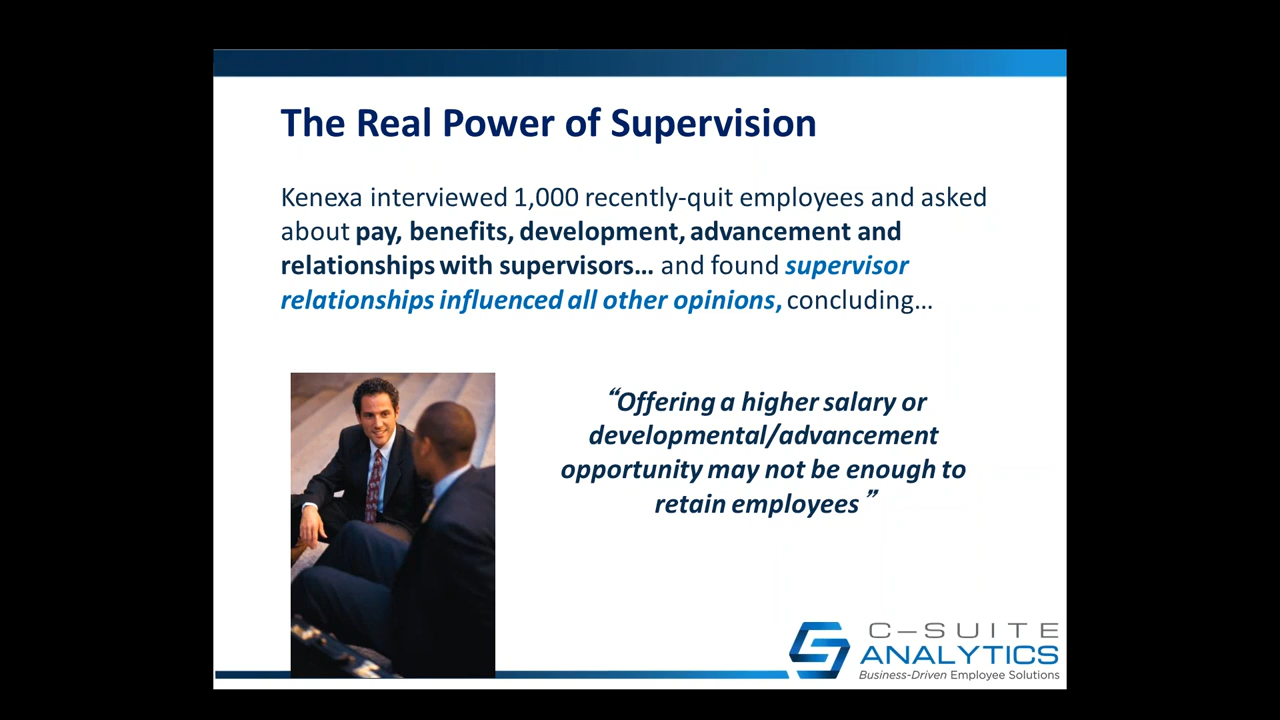 The Real Power of Supervision
Kenexa interviewed 1,000 recently-quit employees and asked
about pay, benefits, development, advancement and
relationships with supervisors… and found supervisor
relationships influenced all other opinions, concluding…
“Offering a higher salary or
developmental/advancement
opportunity may not be enough to
retain employees”
C–SUITE
ANALYTICS
Business-Driven Employee Solutions